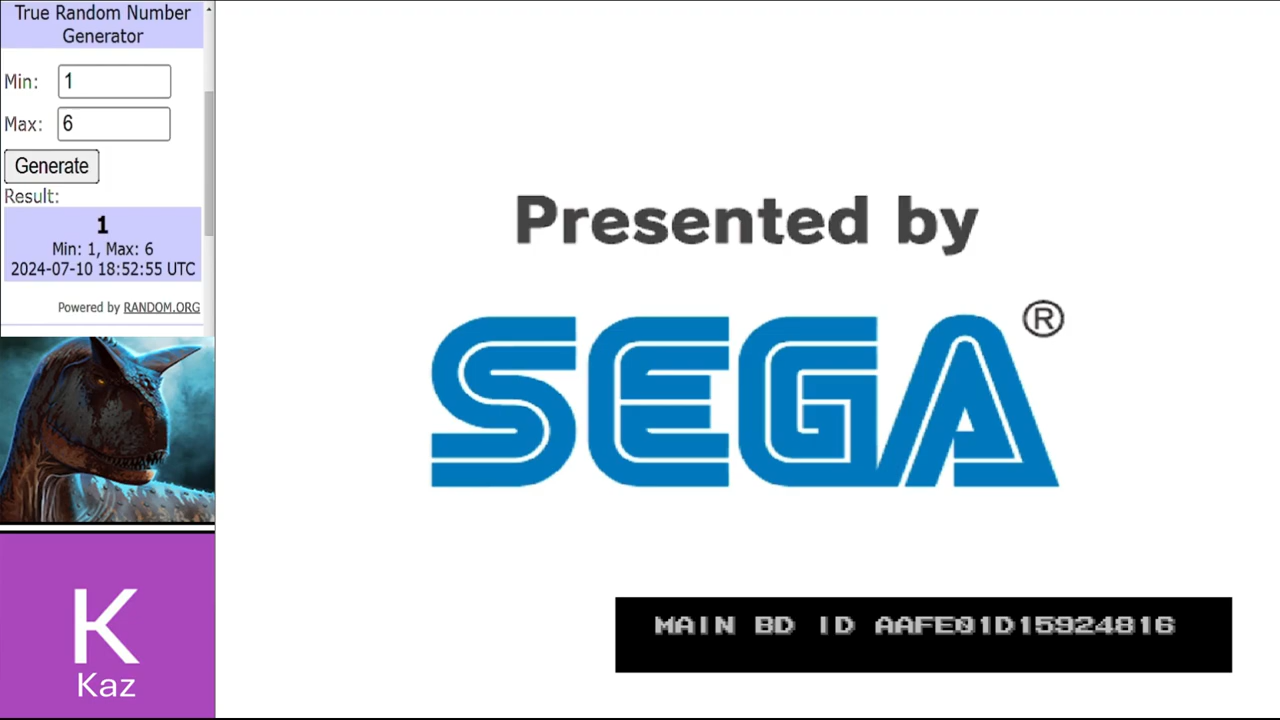 True Random Number
Generator
Min: 1
Max: 6
Generate
Result:
1
Min: 1, Max: 6
2024-07-10 18:52:55 UTC
Powered by RANDOM.ORG
K
Kaz
Presented by
SEGA®
MAIN BD ID AAFE01D15924816